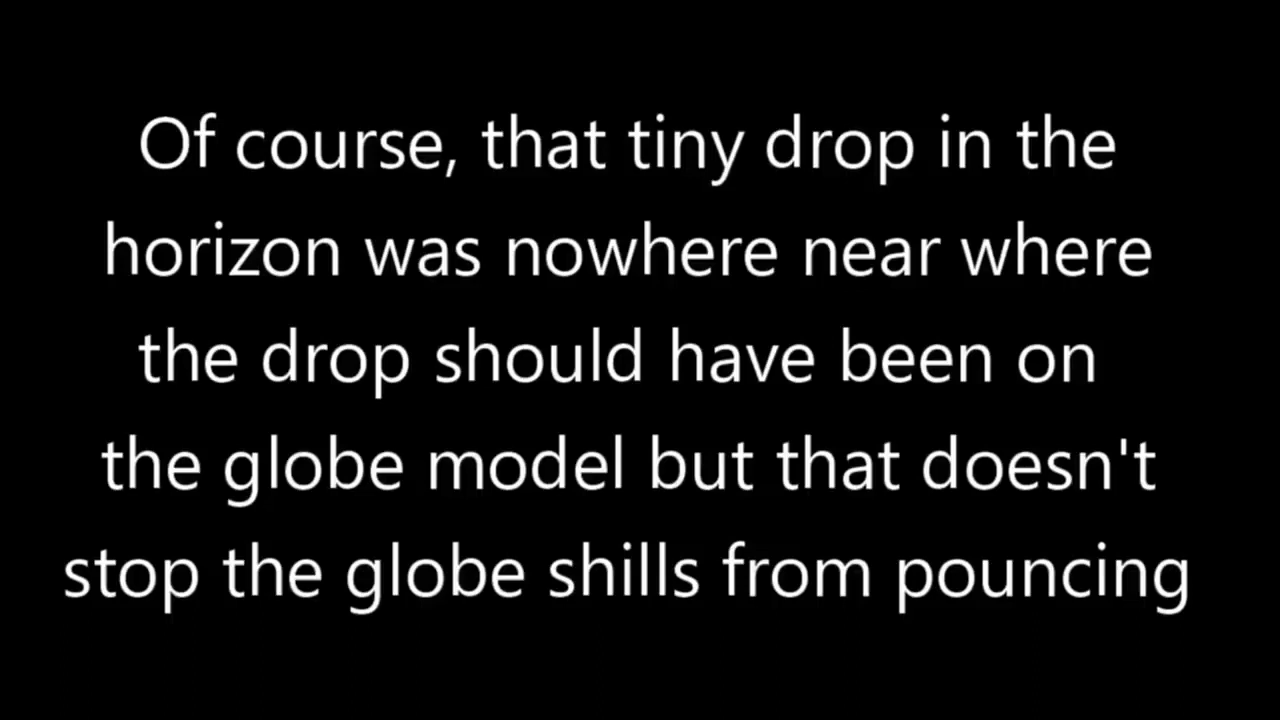 Of course, that tiny drop in the
horizon was nowhere near where
the drop should have been on
the globe model but that doesn't
stop the globe shills from pouncing